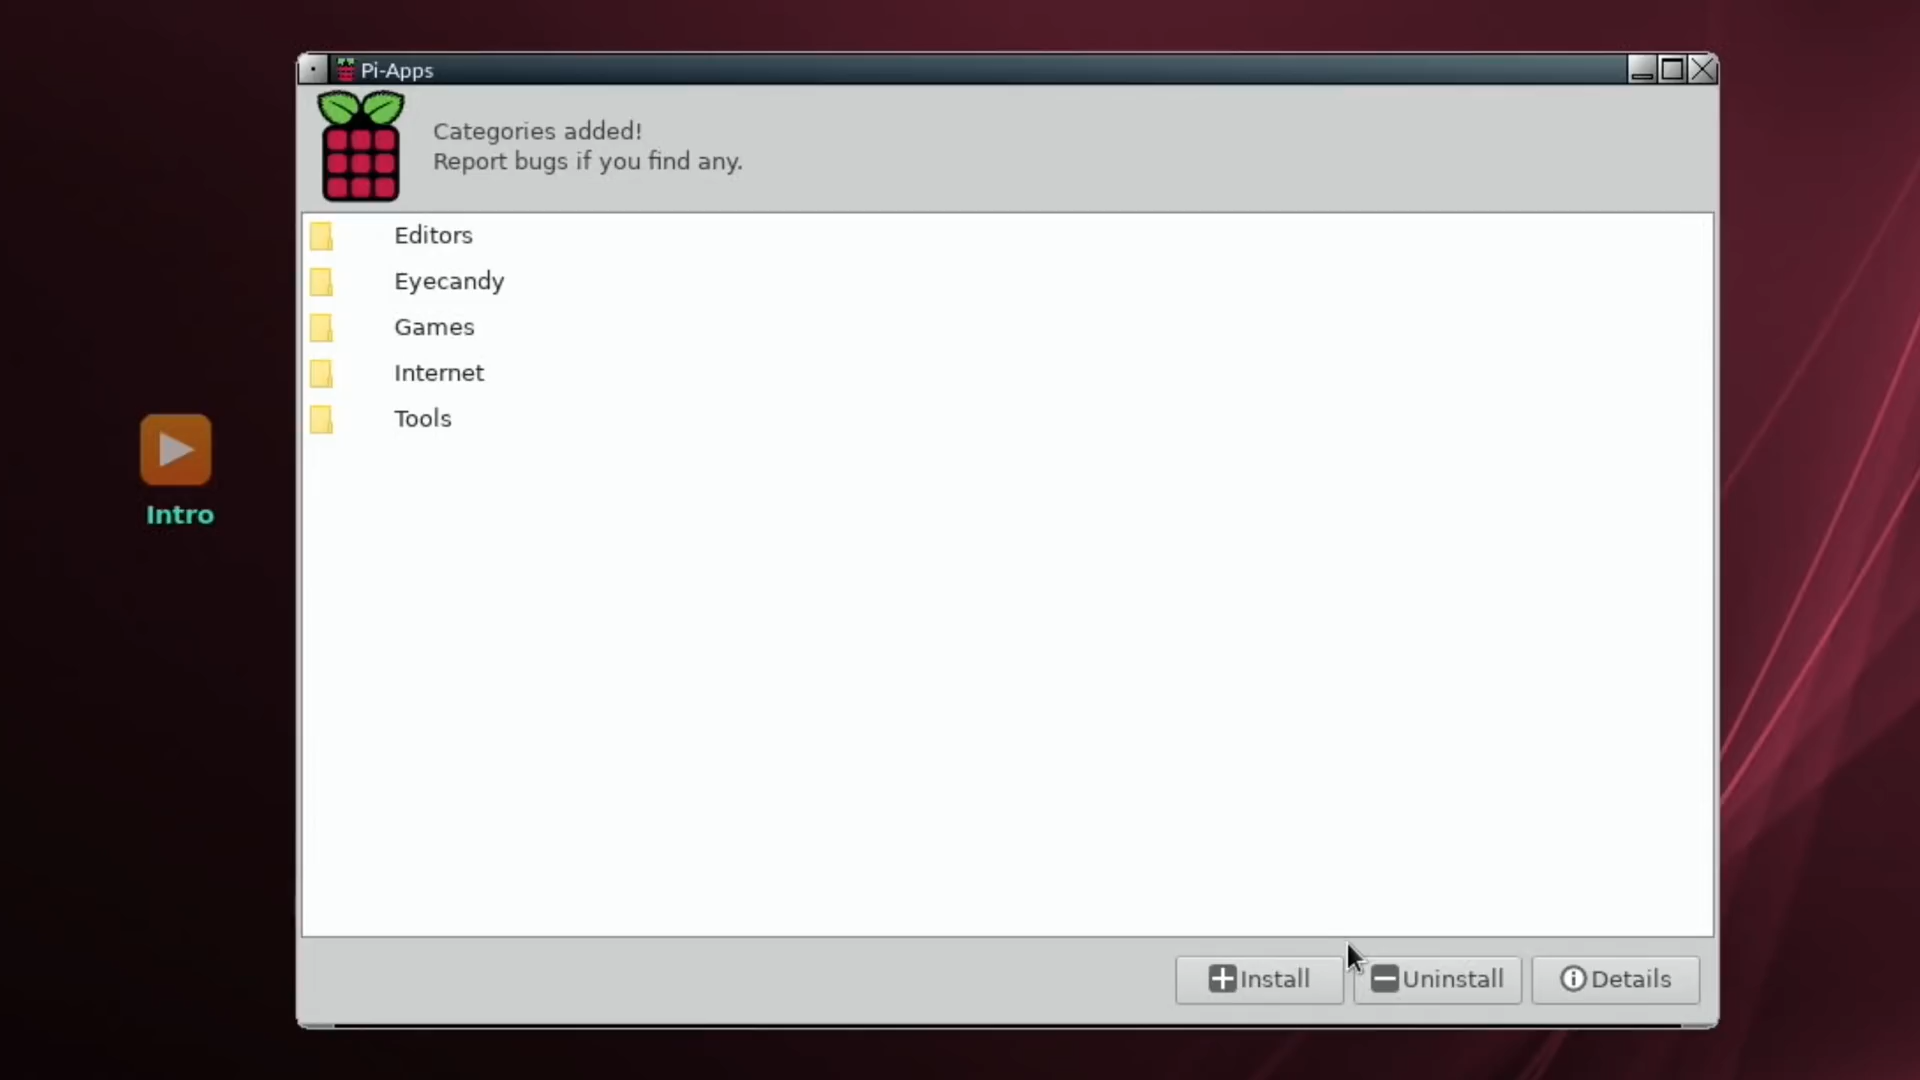 Pi-Apps
Categories added!
Report bugs if you find any.
Editors
Eyecandy
Games
Internet
Tools
Intro
Install
Uninstall
Details